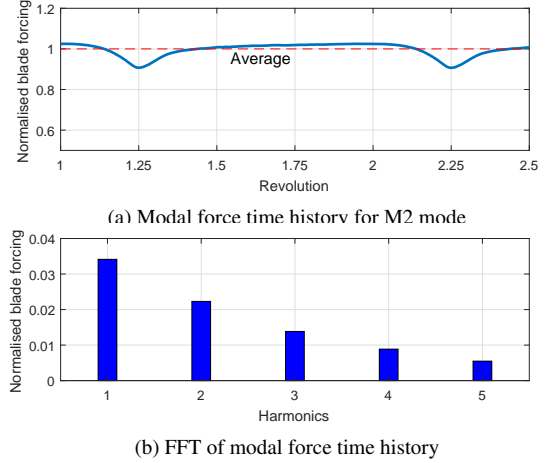 Normalised blade forcing
1.2
1
0.8
0.6
Average
1 1.25 1.5 1.75 2 2.25 2.5
Revolution
(a) Modal force time history for M2 mode
Normalised blade forcing
0.04
0.03
0.02
0.01
0
1 2 3 4 5
Harmonics
(b) FFT of modal force time history